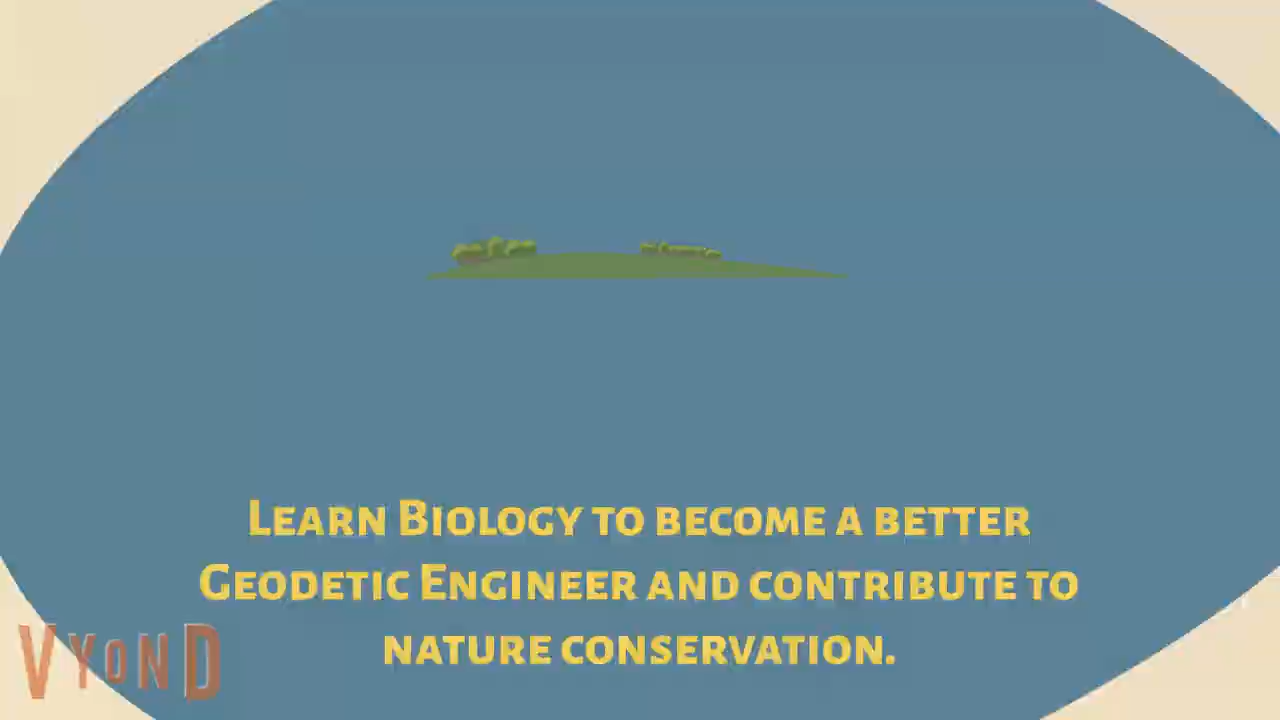 Learn Biology to become a better
Geodetic Engineer and contribute to
nature conservation.
Vyond